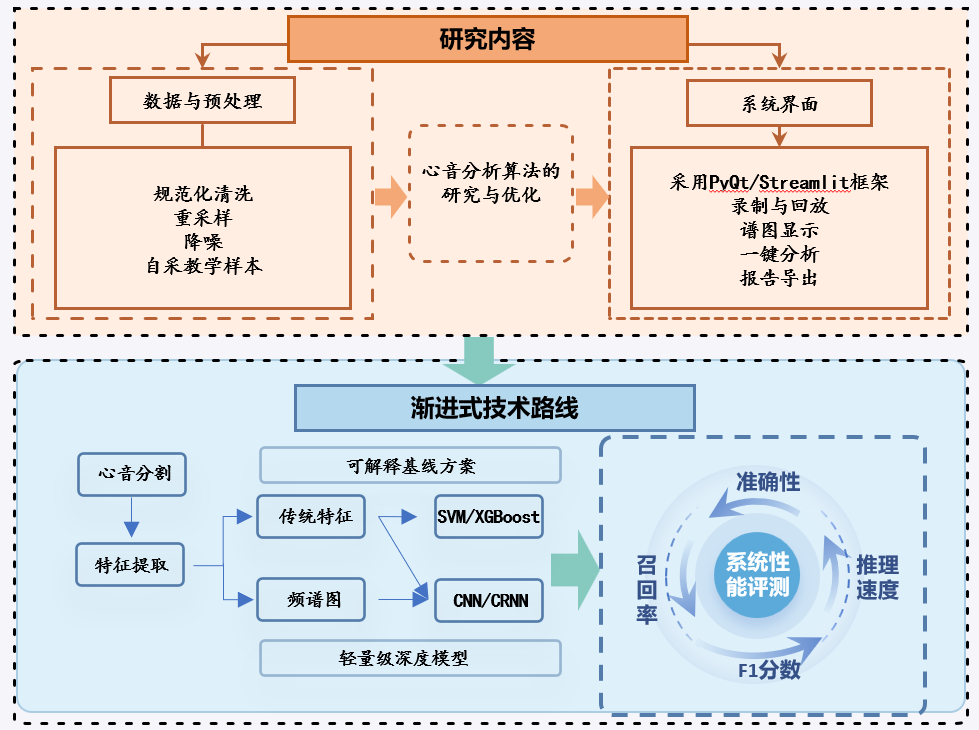 研究内容
数据与预处理
规范化清洗
重采样
降噪
自采教学样本
心音分析算法的
研究与优化
系统界面
采用PyQt/Streamlit框架
录制与回放
谱图显示
一键分析
报告导出
渐进式技术路线
心音分割
特征提取
可解释基线方案
传统特征
SVM/XGBoost
频谱图
CNN/CRNN
轻量级深度模型
准确性
召
回
率
系统性
能评测
推理
速度
F1分数